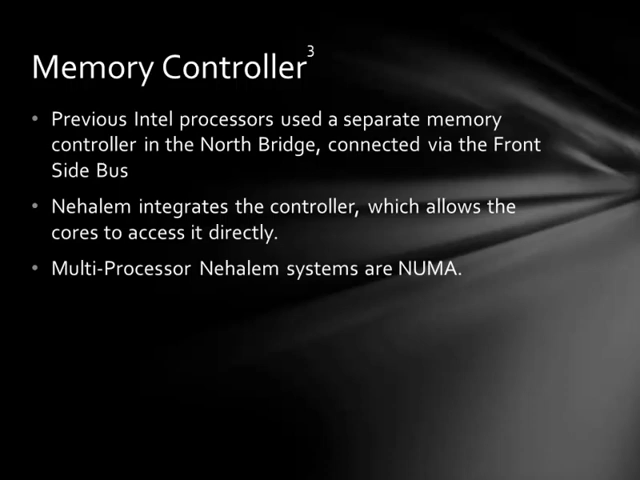 Memory Controller³
• Previous Intel processors used a separate memory
controller in the North Bridge, connected via the Front
Side Bus
• Nehalem integrates the controller, which allows the
cores to access it directly.
• Multi-Processor Nehalem systems are NUMA.